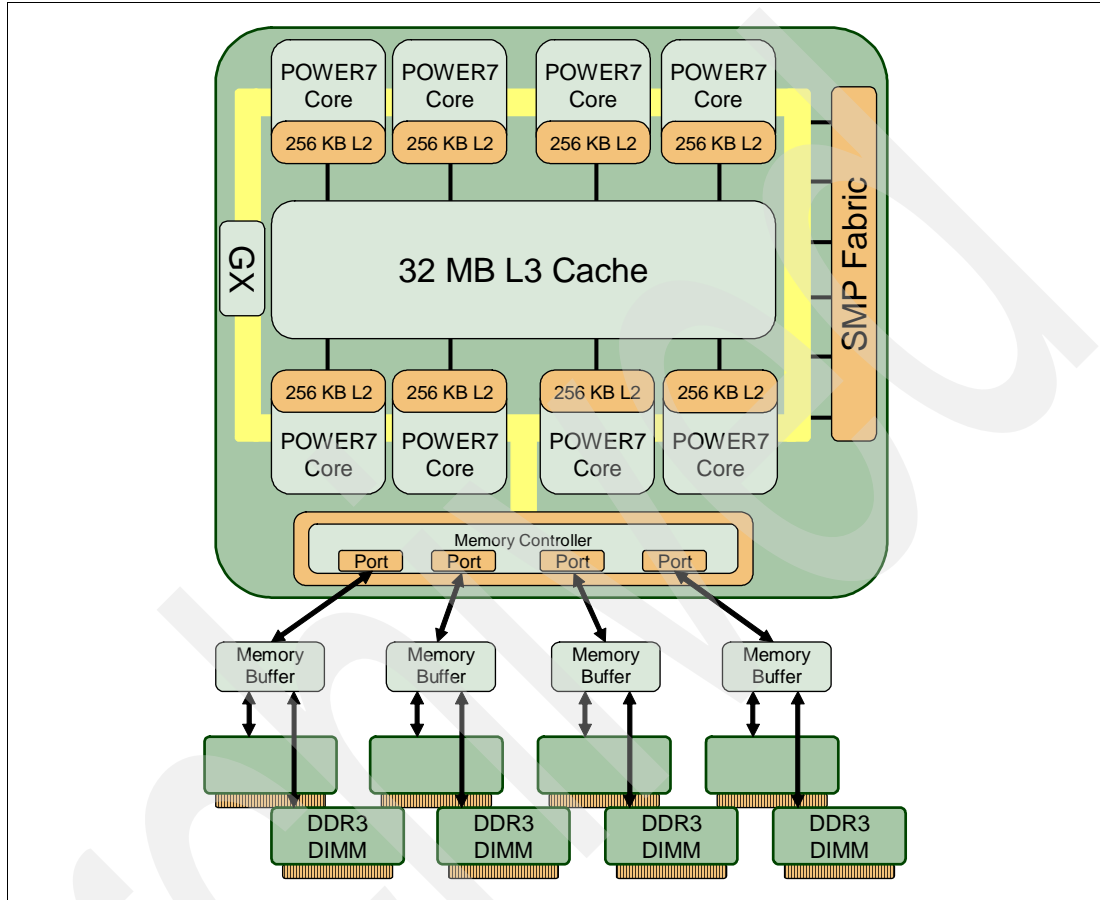 POWER7 Core
POWER7 Core
POWER7 Core
POWER7 Core
256 KB L2
256 KB L2
256 KB L2
256 KB L2
GX
32 MB L3 Cache
SMP Fabric
256 KB L2
256 KB L2
256 KB L2
256 KB L2
POWER7
Core
POWER7
Core
POWER7
Core
POWER7
Core
Memory Controller
Port
Port
Port
Port
Memory
Buffer
Memory
Buffer
Memory
Buffer
Memory
Buffer
DDR3
DIMM
DDR3
DIMM
DDR3
DIMM
DDR3
DIMM